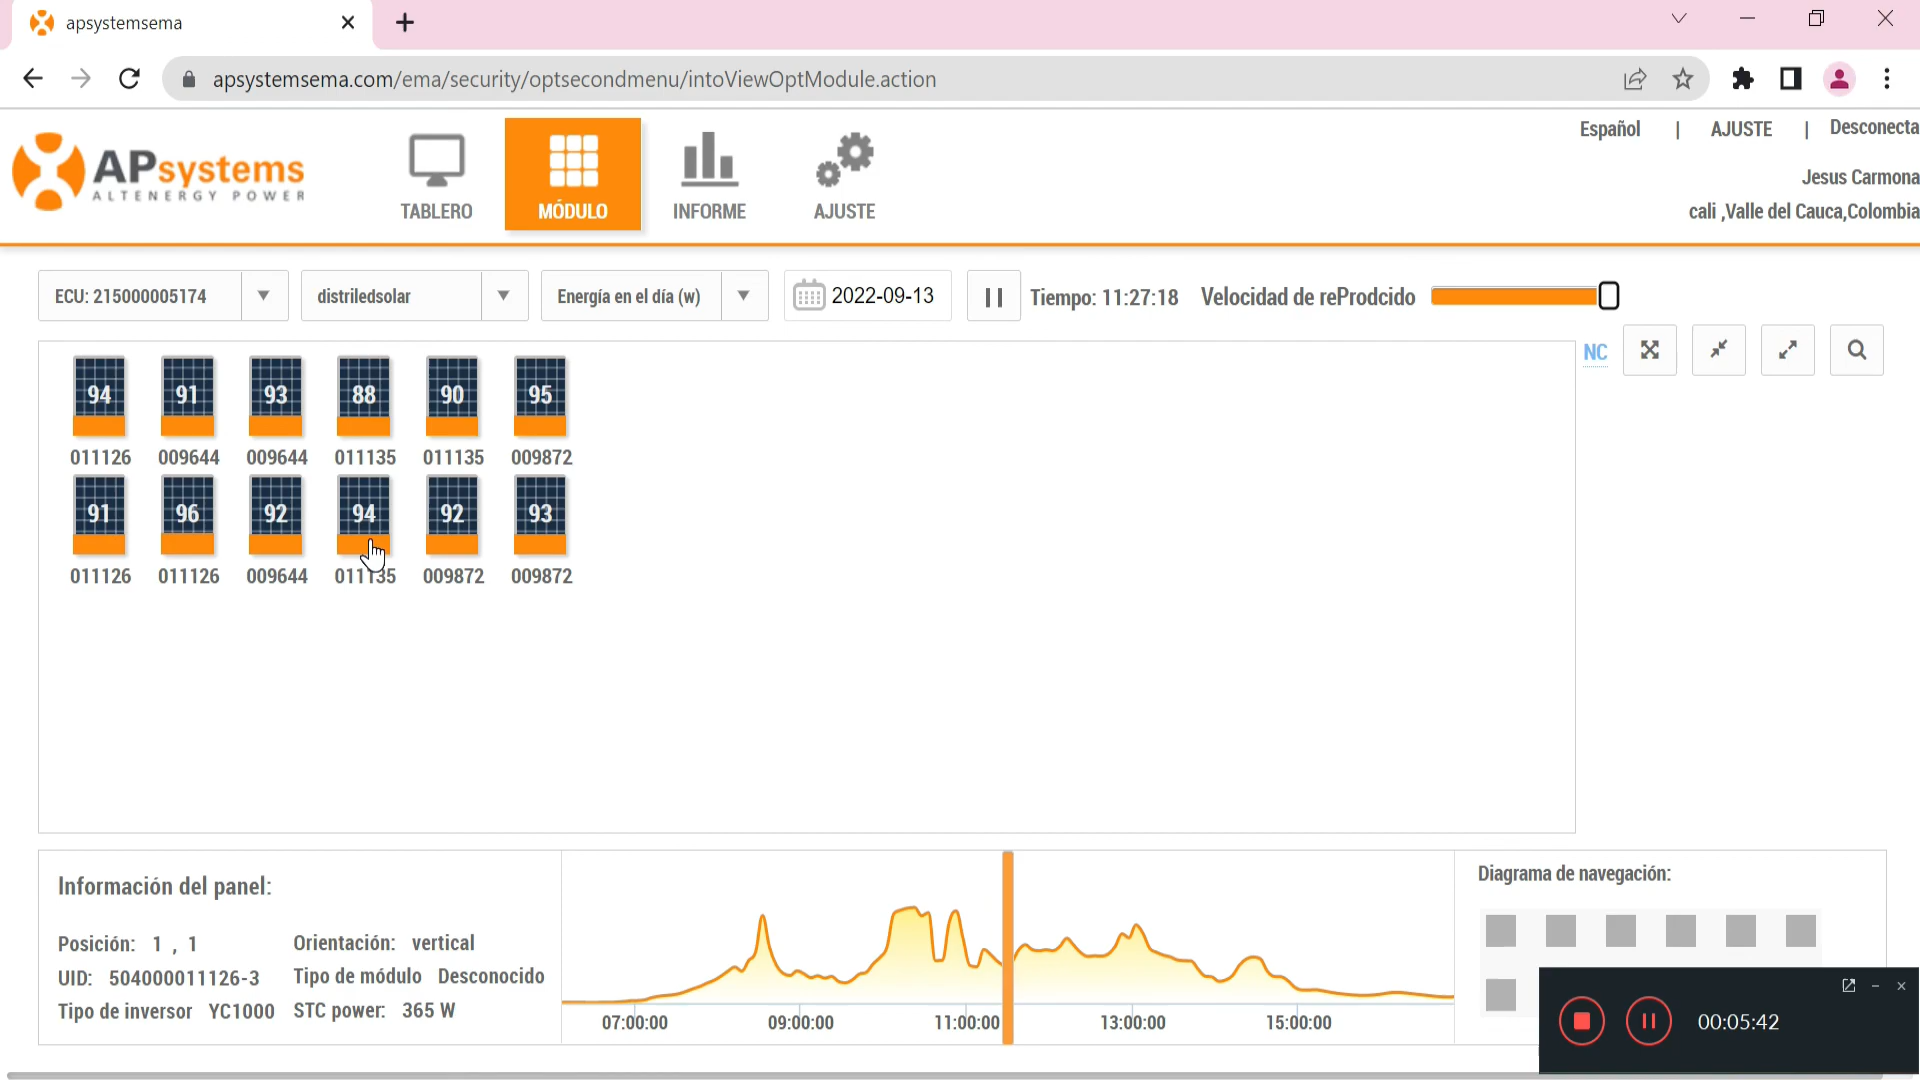 apsystemsema
apsystemsema.com/ema/security/optsecondmenu/intoViewOptModule.action
Español | AJUSTE | Desconecta
APsystems
ALTENERGY POWER
TABLERO MÓDULO INFORME AJUSTE
Jesus Carmona
cali ,Valle del Cauca,Colombia
ECU: 215000005174 distriledsolar Energía en el día (w) 2022-09-13 Tiempo: 11:27:18 Velocidad de reProdcido
NC
94 91 93 88 90 95
011126 009644 009644 011135 011135 009872
91 96 92 94 92 93
011126 011126 009644 011135 009872 009872
Información del panel:
Posición: 1 , 1 Orientación: vertical
UID: 504000011126-3 Tipo de módulo Desconocido
Tipo de inversor YC1000 STC power: 365 W
07:00:00 09:00:00 11:00:00 13:00:00 15:00:00
Diagrama de navegación:
00:05:42